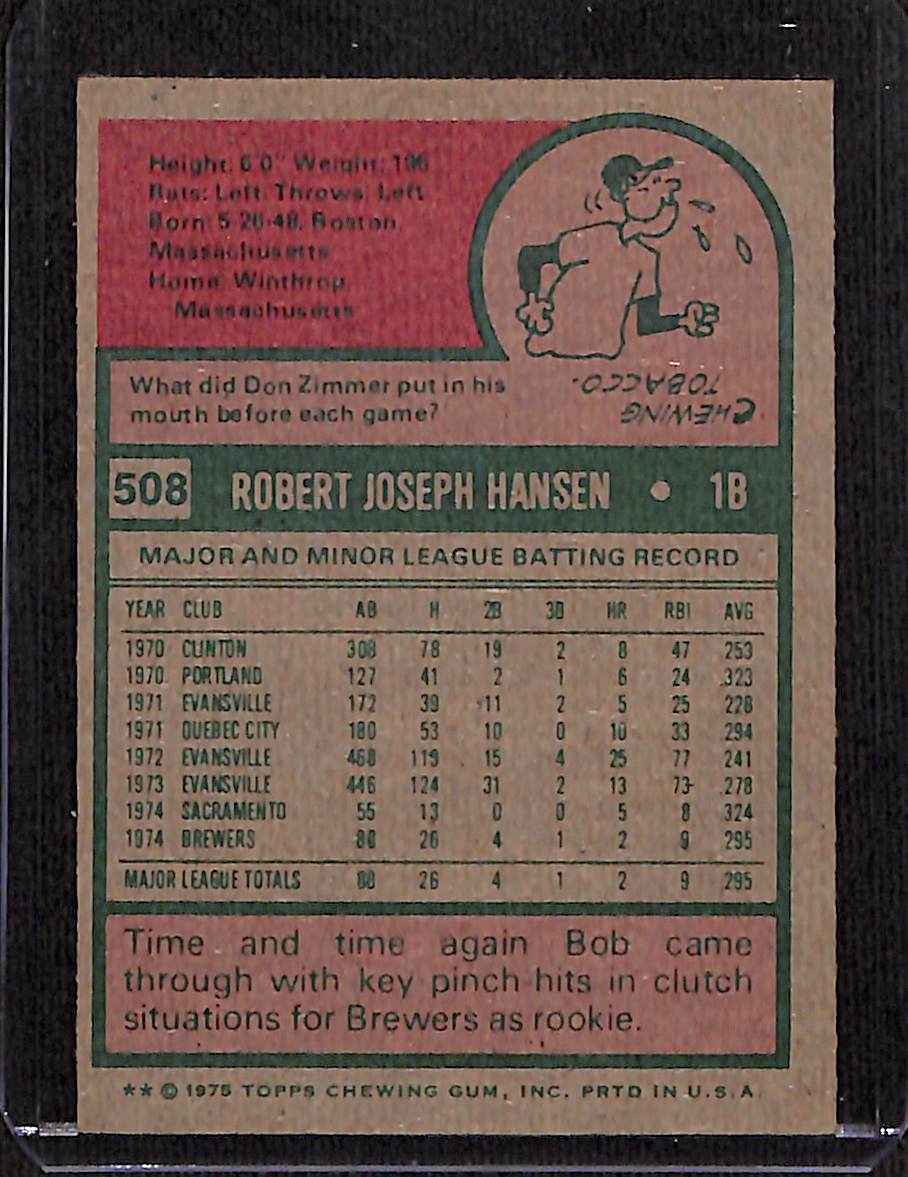 Height: 6'0" Weight: 196
Bats: Left Throws: Left
Born: 5-26-48, Boston
Massachusetts
Home: Winthrop
Massachusetts
What did Don Zimmer put in his
mouth before each game?
CHEWING
TOBACCO.
508 ROBERT JOSEPH HANSEN • 1B
MAJOR AND MINOR LEAGUE BATTING RECORD
YEAR CLUB AB H 2B 3B HR RBI AVG
1970 CLINTON 308 78 19 2 8 47 .253
1970 PORTLAND 127 41 2 1 6 24 .323
1971 EVANSVILLE 172 39 11 2 5 25 .228
1971 QUEBEC CITY 180 53 10 0 10 33 .294
1972 EVANSVILLE 468 119 15 4 25 77 .241
1973 EVANSVILLE 446 124 31 2 13 73 .278
1974 SACRAMENTO 55 13 0 0 5 8 .324
1974 BREWERS 88 26 4 1 2 9 .295
MAJOR LEAGUE TOTALS 88 26 4 1 2 9 .295
Time and time again Bob came
through with key pinch-hits in clutch
situations for Brewers as rookie.
** © 1975 TOPPS CHEWING GUM, INC. PRTD IN U.S.A.